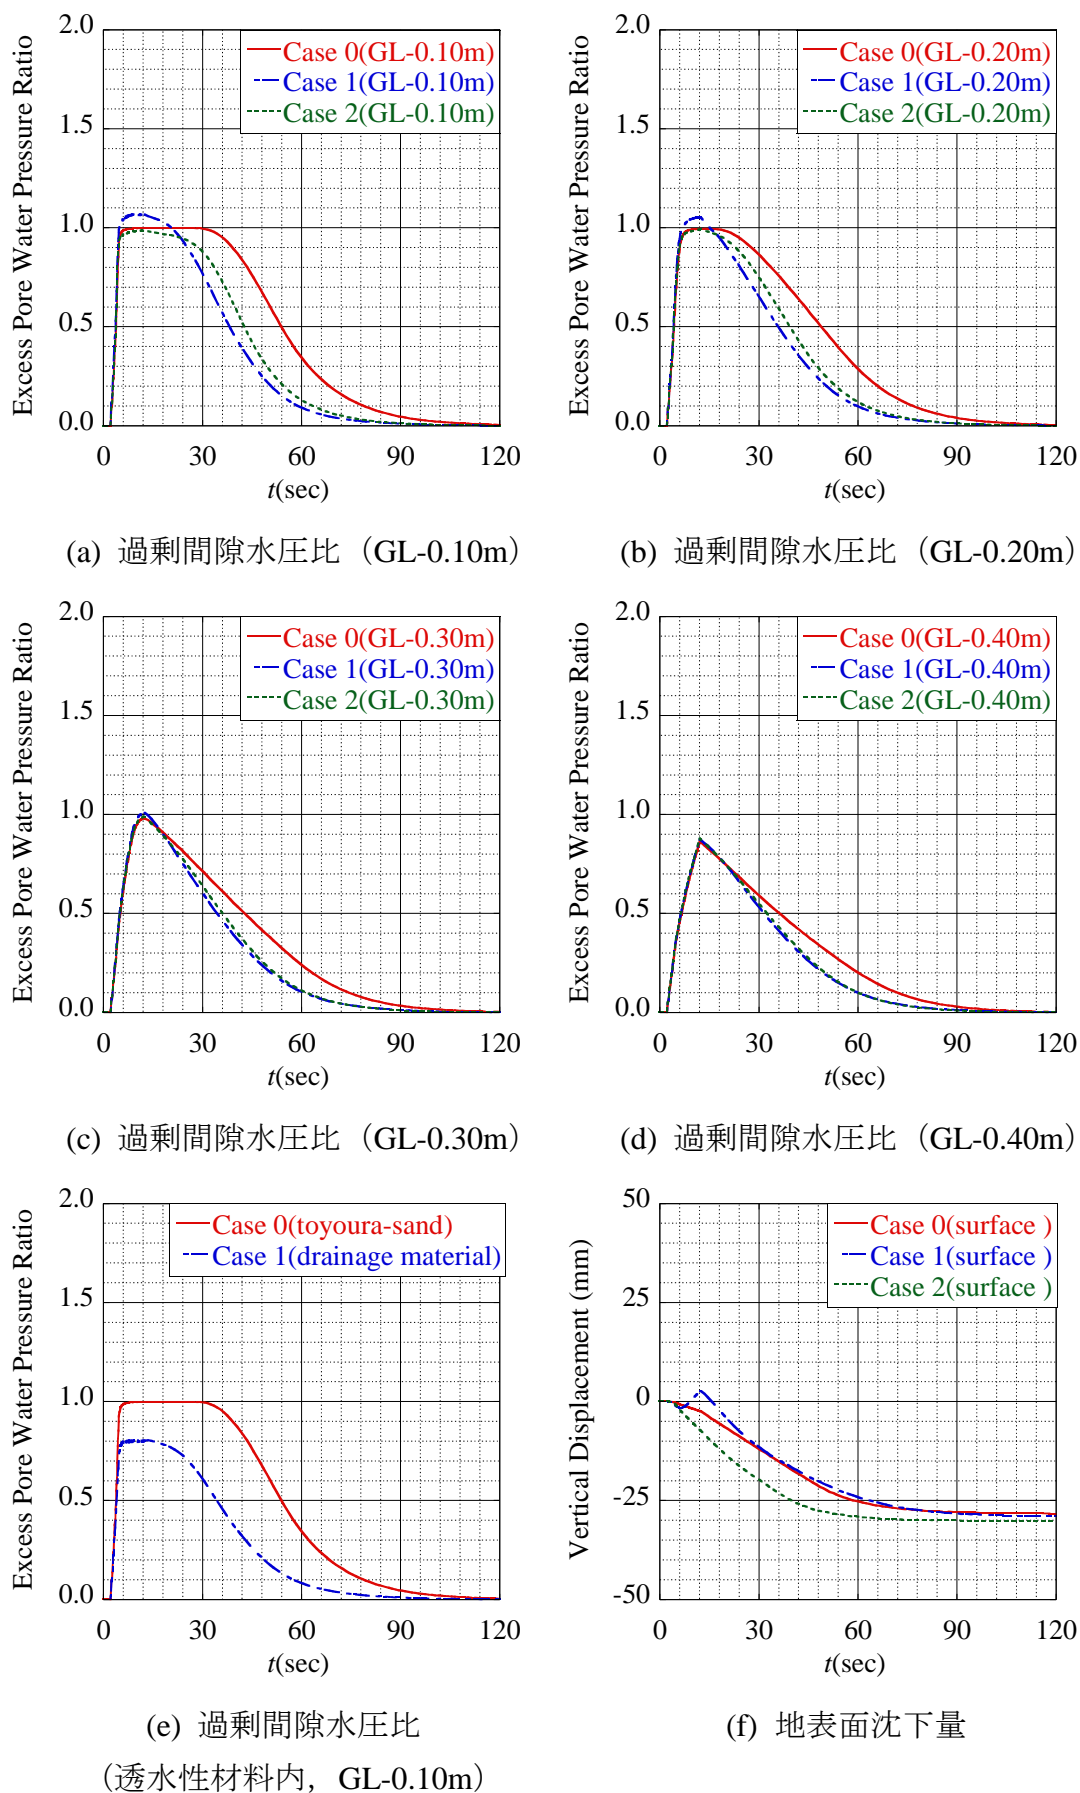 2.0
1.5
1.0
0.5
0.0
Excess Pore Water Pressure Ratio
Case 0(GL-0.10m)
Case 1(GL-0.10m)
Case 2(GL-0.10m)
0 30 60 90 120
t(sec)
(a) 過剰間隙水圧比（GL-0.10m）
2.0
1.5
1.0
0.5
0.0
Excess Pore Water Pressure Ratio
Case 0(GL-0.20m)
Case 1(GL-0.20m)
Case 2(GL-0.20m)
0 30 60 90 120
t(sec)
(b) 過剰間隙水圧比（GL-0.20m）
2.0
1.5
1.0
0.5
0.0
Excess Pore Water Pressure Ratio
Case 0(GL-0.30m)
Case 1(GL-0.30m)
Case 2(GL-0.30m)
0 30 60 90 120
t(sec)
(c) 過剰間隙水圧比（GL-0.30m）
2.0
1.5
1.0
0.5
0.0
Excess Pore Water Pressure Ratio
Case 0(GL-0.40m)
Case 1(GL-0.40m)
Case 2(GL-0.40m)
0 30 60 90 120
t(sec)
(d) 過剰間隙水圧比（GL-0.40m）
2.0
1.5
1.0
0.5
0.0
Excess Pore Water Pressure Ratio
Case 0(toyoura-sand)
Case 1(drainage material)
0 30 60 90 120
t(sec)
(e) 過剰間隙水圧比
（透水性材料内，GL-0.10m）
50
25
0
-25
-50
Vertical Displacement (mm)
Case 0(surface )
Case 1(surface )
Case 2(surface )
0 30 60 90 120
t(sec)
(f) 地表面沈下量